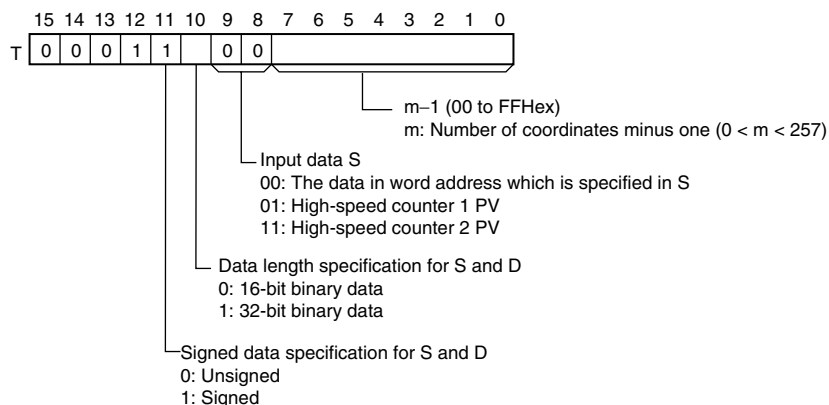 15 14 13 12 11 10 9 8 7 6 5 4 3 2 1 0
T 0 0 0 1 1 0 0
m−1 (00 to FFHex)
m: Number of coordinates minus one (0 < m < 257)
Input data S
00: The data in word address which is specified in S
01: High-speed counter 1 PV
11: High-speed counter 2 PV
Data length specification for S and D
0: 16-bit binary data
1: 32-bit binary data
Signed data specification for S and D
0: Unsigned
1: Signed